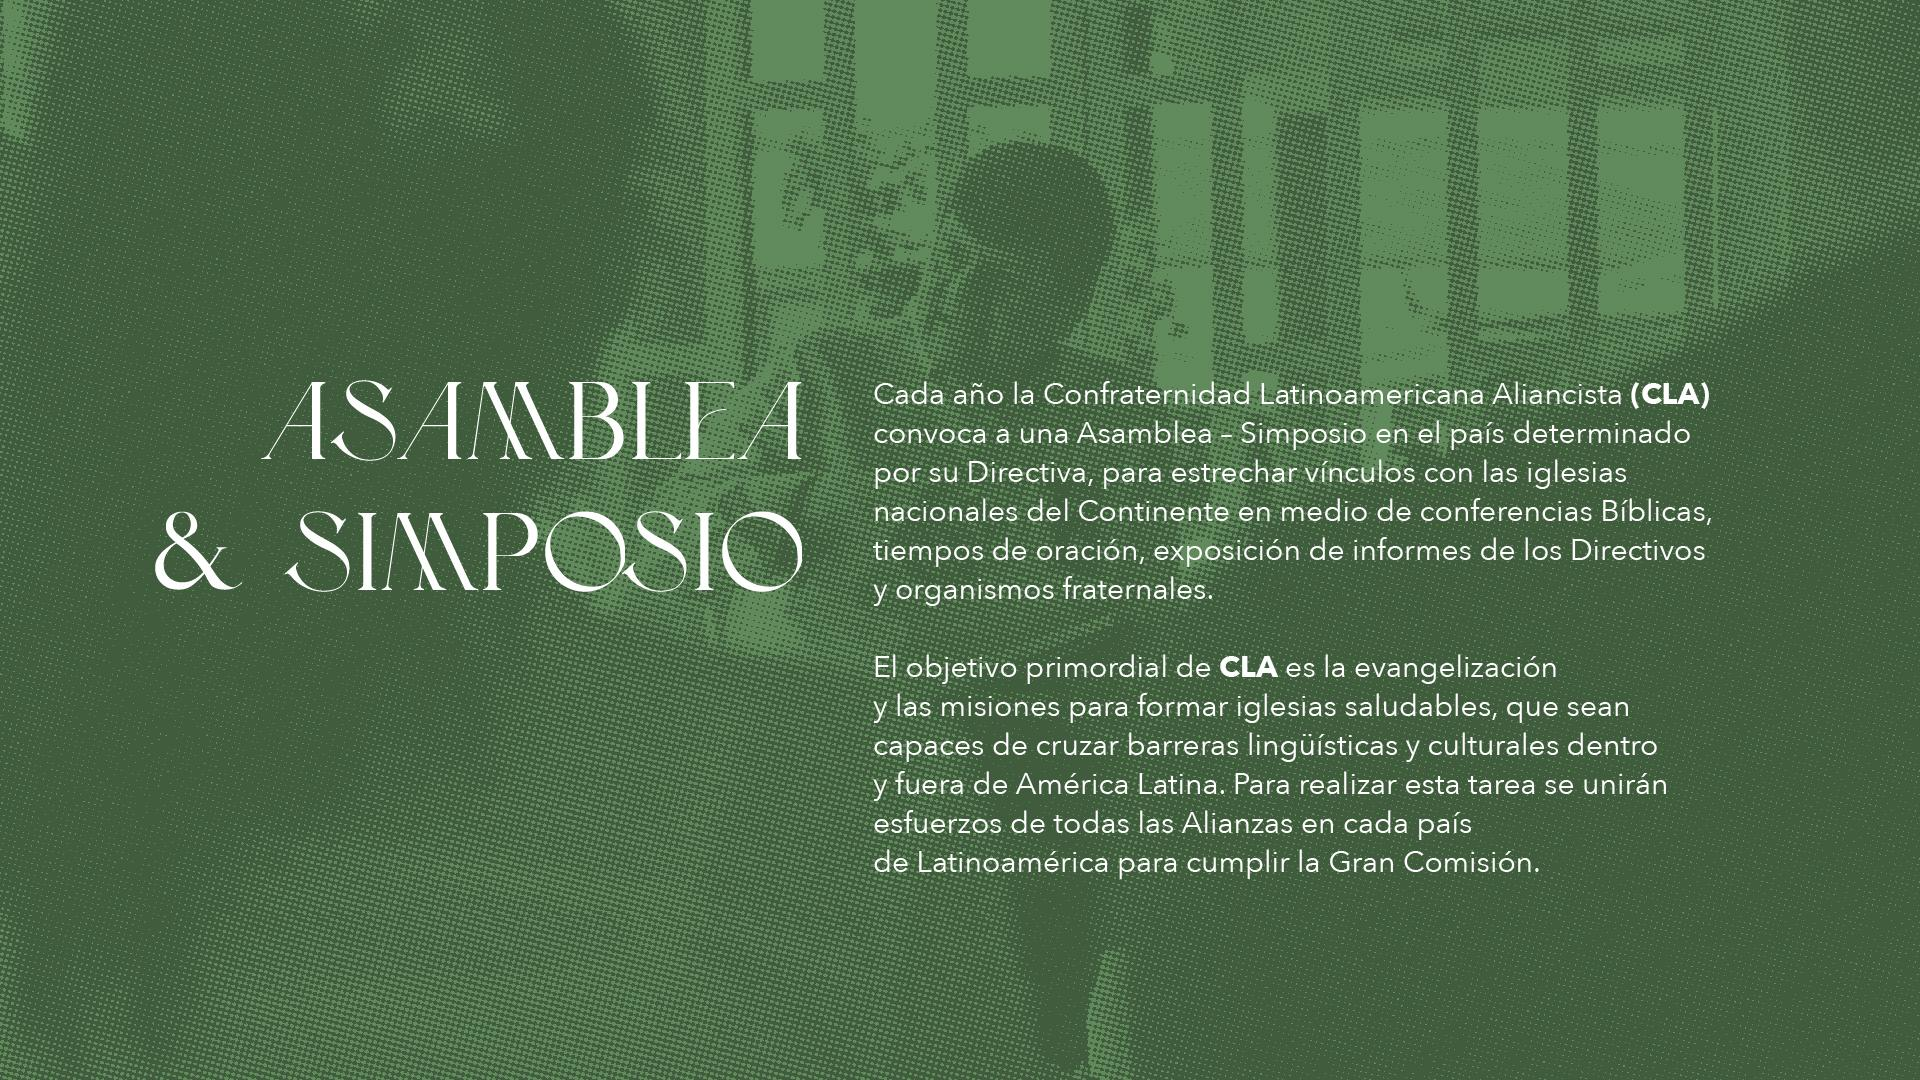 ASAMBLEA
& SIMPOSIO
Cada año la Confraternidad Latinoamericana Aliancista (CLA)
convoca a una Asamblea – Simposio en el país determinado
por su Directiva, para estrechar vínculos con las iglesias
nacionales del Continente en medio de conferencias Bíblicas,
tiempos de oración, exposición de informes de los Directivos
y organismos fraternales.
El objetivo primordial de CLA es la evangelización
y las misiones para formar iglesias saludables, que sean
capaces de cruzar barreras lingüísticas y culturales dentro
y fuera de América Latina. Para realizar esta tarea se unirán
esfuerzos de todas las Alianzas en cada país
de Latinoamérica para cumplir la Gran Comisión.